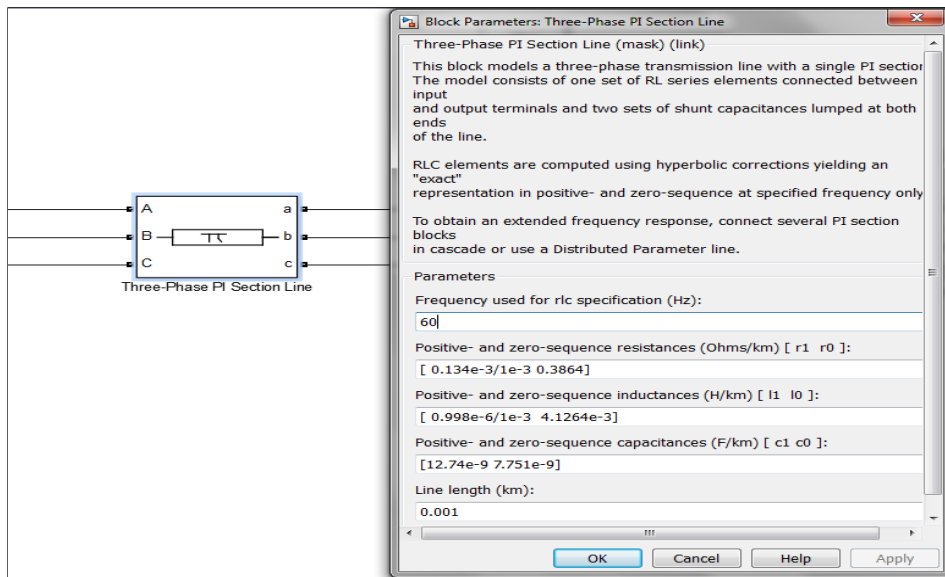 A
B
C
a
b
c
Three-Phase PI Section Line
Block Parameters: Three-Phase PI Section Line
Three-Phase PI Section Line (mask) (link)
This block models a three-phase transmission line with a single PI section
The model consists of one set of RL series elements connected between
input
and output terminals and two sets of shunt capacitances lumped at both
ends
of the line.
RLC elements are computed using hyperbolic corrections yielding an
"exact"
representation in positive- and zero-sequence at specified frequency only
To obtain an extended frequency response, connect several PI section
blocks
in cascade or use a Distributed Parameter line.
Parameters
Frequency used for rlc specification (Hz):
60
Positive- and zero-sequence resistances (Ohms/km) [ r1 r0 ]:
[ 0.134e-3/1e-3 0.3864]
Positive- and zero-sequence inductances (H/km) [ l1 l0 ]:
[ 0.998e-6/1e-3 4.1264e-3]
Positive- and zero-sequence capacitances (F/km) [ c1 c0 ]:
[12.74e-9 7.751e-9]
Line length (km):
0.001
OK
Cancel
Help
Apply